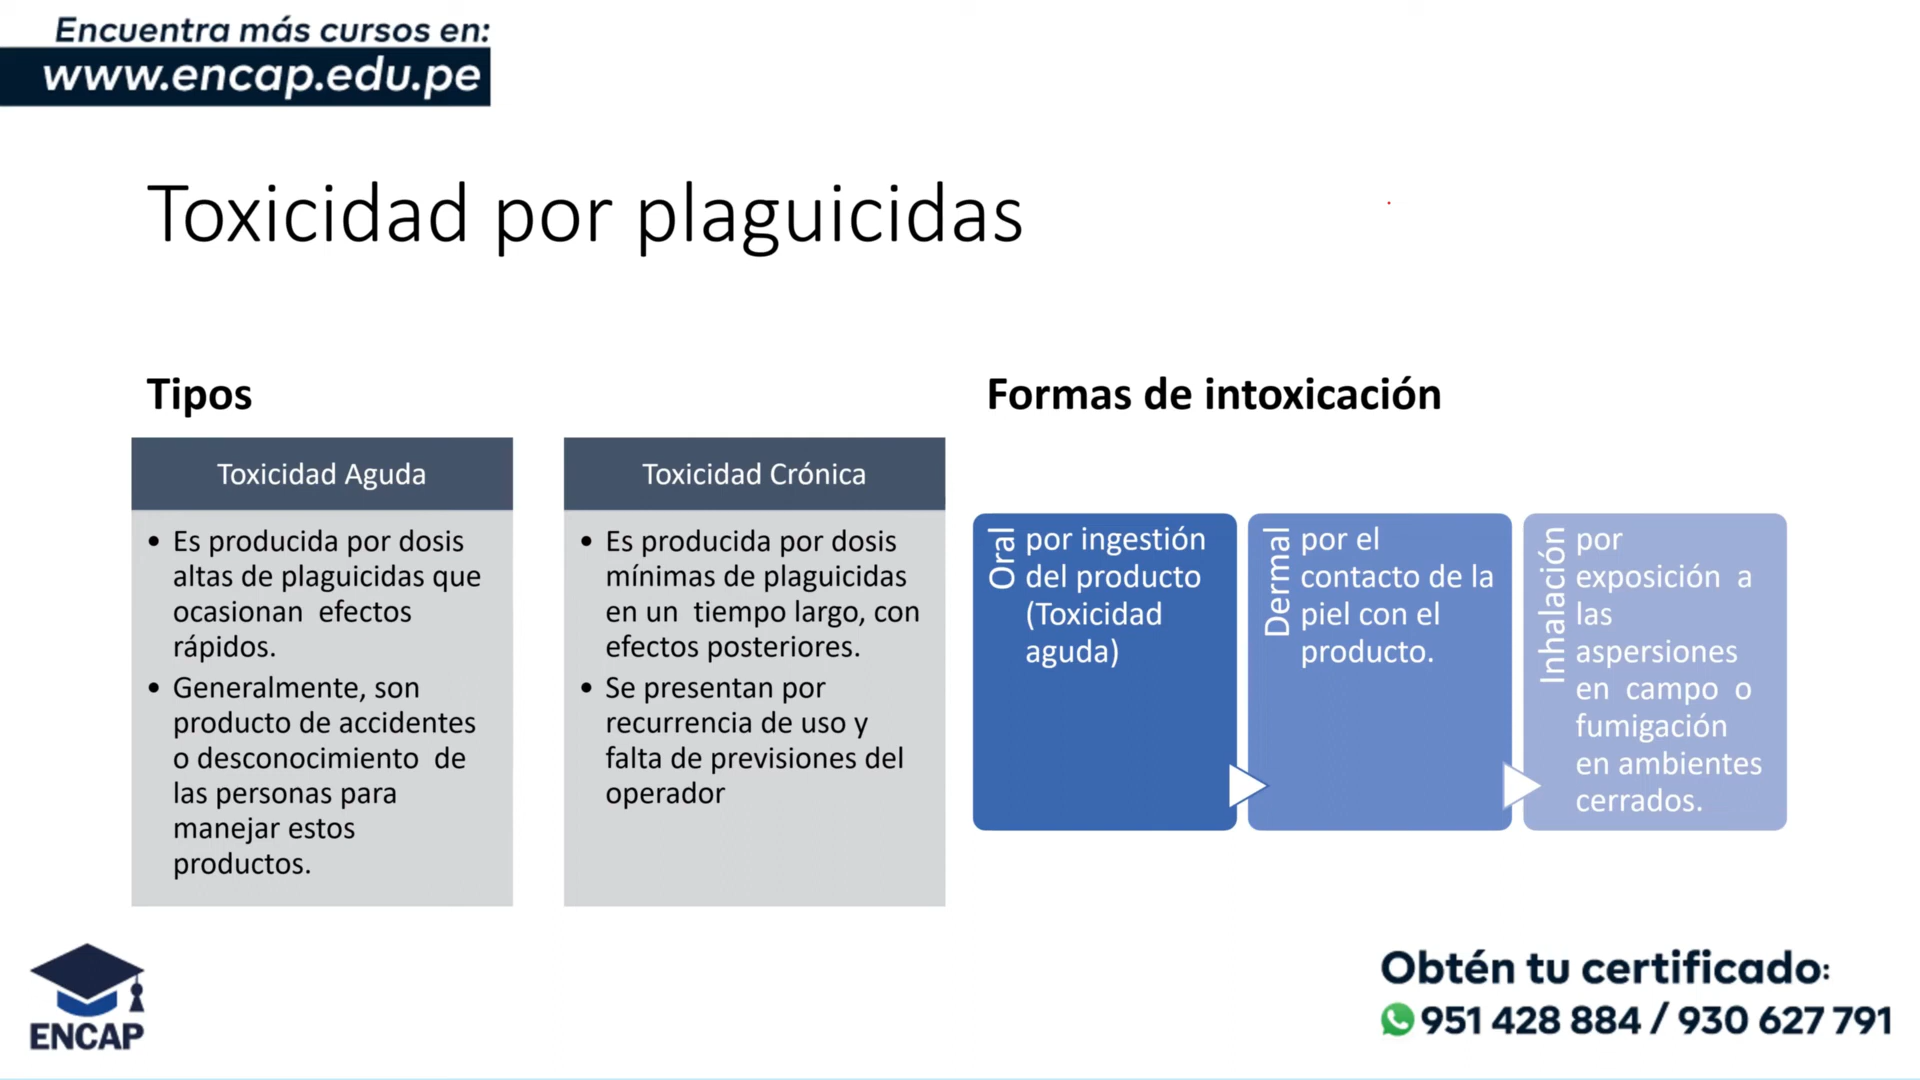 Encuentra más cursos en:
www.encap.edu.pe
Toxicidad por plaguicidas
Tipos
Toxicidad Aguda
• Es producida por dosis
altas de plaguicidas que
ocasionan efectos
rápidos.
• Generalmente, son
producto de accidentes
o desconocimiento de
las personas para
manejar estos
productos.
Toxicidad Crónica
• Es producida por dosis
mínimas de plaguicidas
en un tiempo largo, con
efectos posteriores.
• Se presentan por
recurrencia de uso y
falta de previsiones del
operador
Formas de intoxicación
Oral
por ingestión
del producto
(Toxicidad
aguda)
Dermal
por el
contacto de la
piel con el
producto.
Inhalación
por
exposición a
las
aspersiones
en campo o
fumigación
en ambientes
cerrados.
ENCAP
Obtén tu certificado:
951 428 884 / 930 627 791